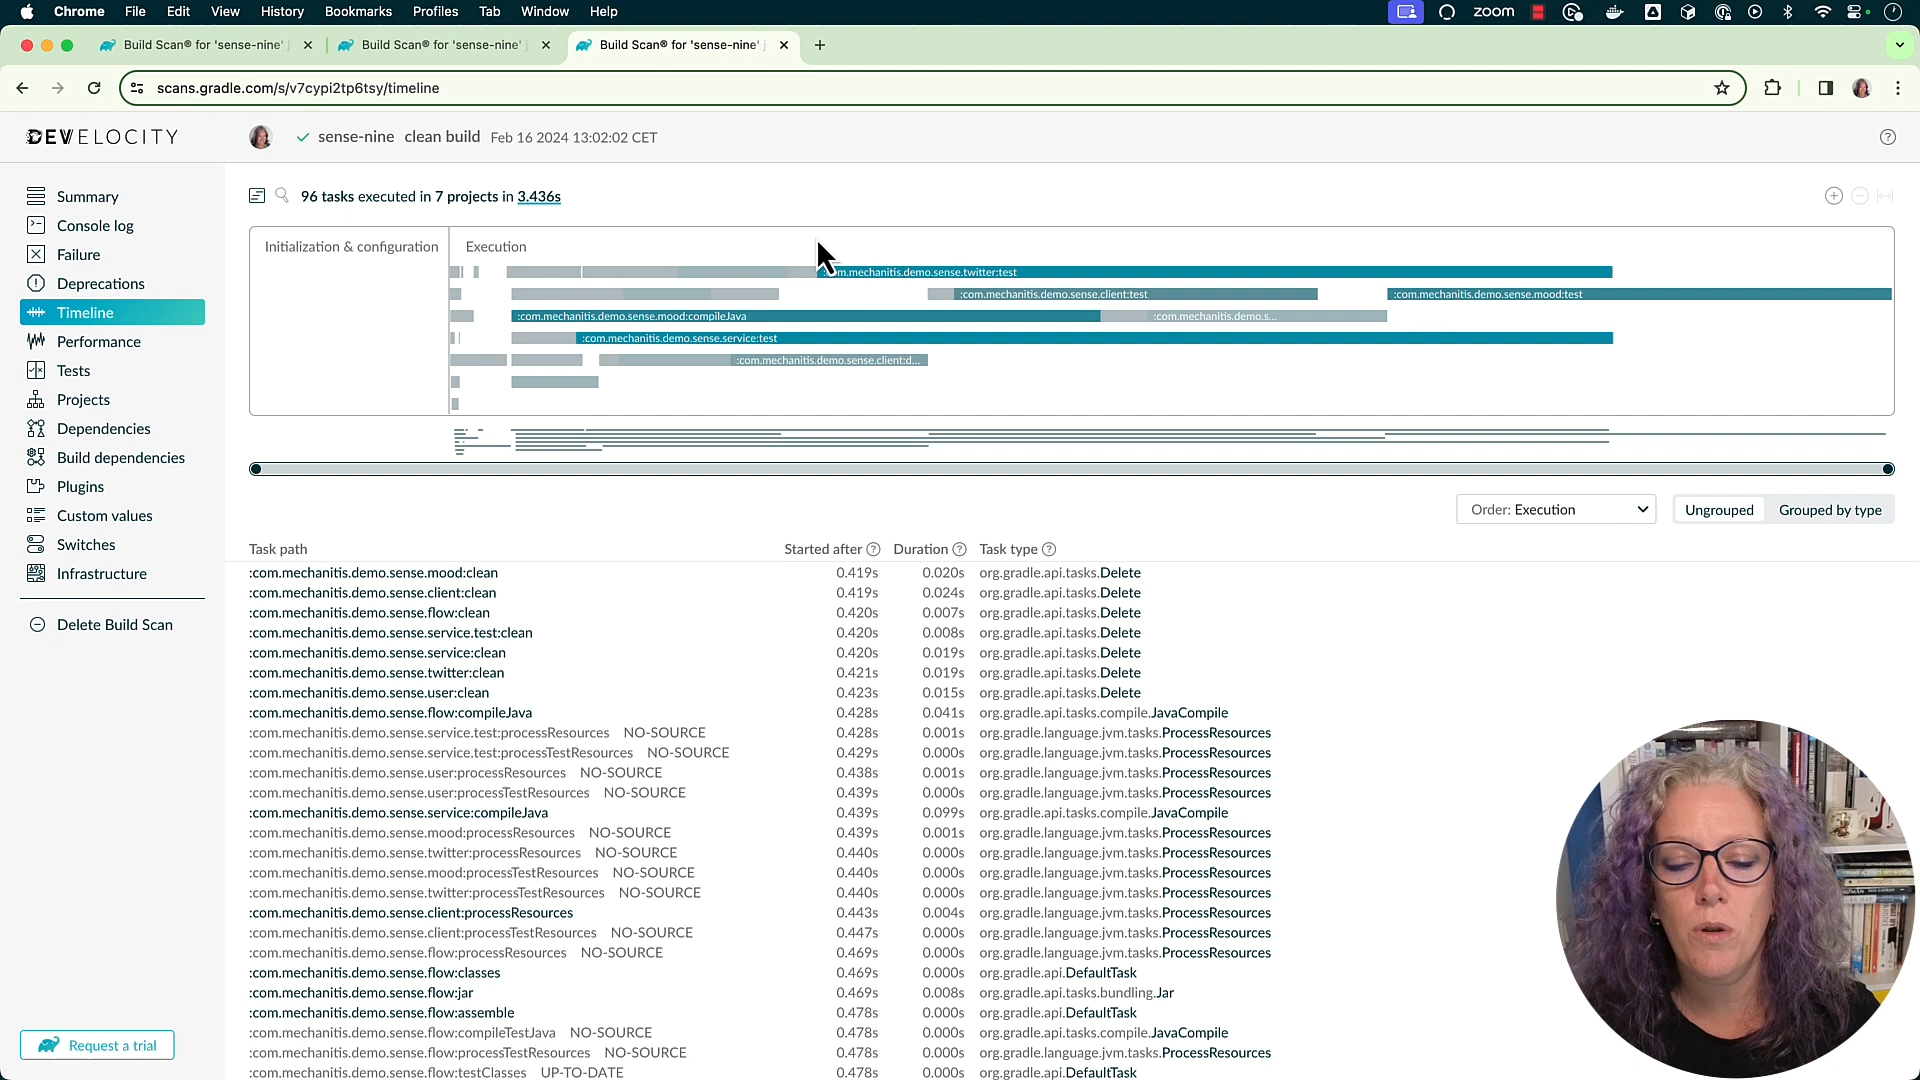 Chrome File Edit View History Bookmarks Profiles Tab Window Help
zoom
Build Scan® for 'sense-nine'
Build Scan® for 'sense-nine'
Build Scan® for 'sense-nine'
scans.gradle.com/s/v7cypi2tp6tsy/timeline
DEVELOCITY
sense-nine clean build Feb 16 2024 13:02:02 CET
Summary
Console log
Failure
Deprecations
Timeline
Performance
Tests
Projects
Dependencies
Build dependencies
Plugins
Custom values
Switches
Infrastructure
Delete Build Scan
Request a trial
96 tasks executed in 7 projects in 3.436s
Initialization & configuration Execution
m.mechanitis.demo.sense.twitter:test
:com.mechanitis.demo.sense.client:test :com.mechanitis.demo.sense.mood:test
:com.mechanitis.demo.sense.mood:compileJava :com.mechanitis.demo.s...
:com.mechanitis.demo.sense.service:test
:com.mechanitis.demo.sense.client:d...
Order: Execution Ungrouped Grouped by type
Task path Started after Duration Task type
:com.mechanitis.demo.sense.mood:clean 0.419s 0.020s org.gradle.api.tasks.Delete
:com.mechanitis.demo.sense.client:clean 0.419s 0.024s org.gradle.api.tasks.Delete
:com.mechanitis.demo.sense.flow:clean 0.420s 0.007s org.gradle.api.tasks.Delete
:com.mechanitis.demo.sense.service.test:clean 0.420s 0.008s org.gradle.api.tasks.Delete
:com.mechanitis.demo.sense.service:clean 0.420s 0.019s org.gradle.api.tasks.Delete
:com.mechanitis.demo.sense.twitter:clean 0.421s 0.019s org.gradle.api.tasks.Delete
:com.mechanitis.demo.sense.user:clean 0.423s 0.015s org.gradle.api.tasks.Delete
:com.mechanitis.demo.sense.flow:compileJava 0.428s 0.041s org.gradle.api.tasks.compile.JavaCompile
:com.mechanitis.demo.sense.service.test:processResources NO-SOURCE 0.428s 0.001s org.gradle.language.jvm.tasks.ProcessResources
:com.mechanitis.demo.sense.service.test:processTestResources NO-SOURCE 0.429s 0.000s org.gradle.language.jvm.tasks.ProcessResources
:com.mechanitis.demo.sense.user:processResources NO-SOURCE 0.438s 0.001s org.gradle.language.jvm.tasks.ProcessResources
:com.mechanitis.demo.sense.user:processTestResources NO-SOURCE 0.439s 0.000s org.gradle.language.jvm.tasks.ProcessResources
:com.mechanitis.demo.sense.service:compileJava 0.439s 0.099s org.gradle.api.tasks.compile.JavaCompile
:com.mechanitis.demo.sense.mood:processResources NO-SOURCE 0.439s 0.001s org.gradle.language.jvm.tasks.ProcessResources
:com.mechanitis.demo.sense.twitter:processResources NO-SOURCE 0.440s 0.000s org.gradle.language.jvm.tasks.ProcessResources
:com.mechanitis.demo.sense.mood:processTestResources NO-SOURCE 0.440s 0.000s org.gradle.language.jvm.tasks.ProcessResources
:com.mechanitis.demo.sense.twitter:processTestResources NO-SOURCE 0.440s 0.000s org.gradle.language.jvm.tasks.ProcessResources
:com.mechanitis.demo.sense.client:processResources 0.443s 0.004s org.gradle.language.jvm.tasks.ProcessResources
:com.mechanitis.demo.sense.client:processTestResources NO-SOURCE 0.447s 0.000s org.gradle.language.jvm.tasks.ProcessResources
:com.mechanitis.demo.sense.flow:processResources NO-SOURCE 0.469s 0.000s org.gradle.language.jvm.tasks.ProcessResources
:com.mechanitis.demo.sense.flow:classes 0.469s 0.000s org.gradle.api.DefaultTask
:com.mechanitis.demo.sense.flow:jar 0.469s 0.008s org.gradle.api.tasks.bundling.Jar
:com.mechanitis.demo.sense.flow:assemble 0.478s 0.000s org.gradle.api.DefaultTask
:com.mechanitis.demo.sense.flow:compileTestJava NO-SOURCE 0.478s 0.000s org.gradle.api.tasks.compile.JavaCompile
:com.mechanitis.demo.sense.flow:processTestResources NO-SOURCE 0.478s 0.000s org.gradle.language.jvm.tasks.ProcessResources
:com.mechanitis.demo.sense.flow:testClasses UP-TO-DATE 0.478s 0.000s org.gradle.api.DefaultTask